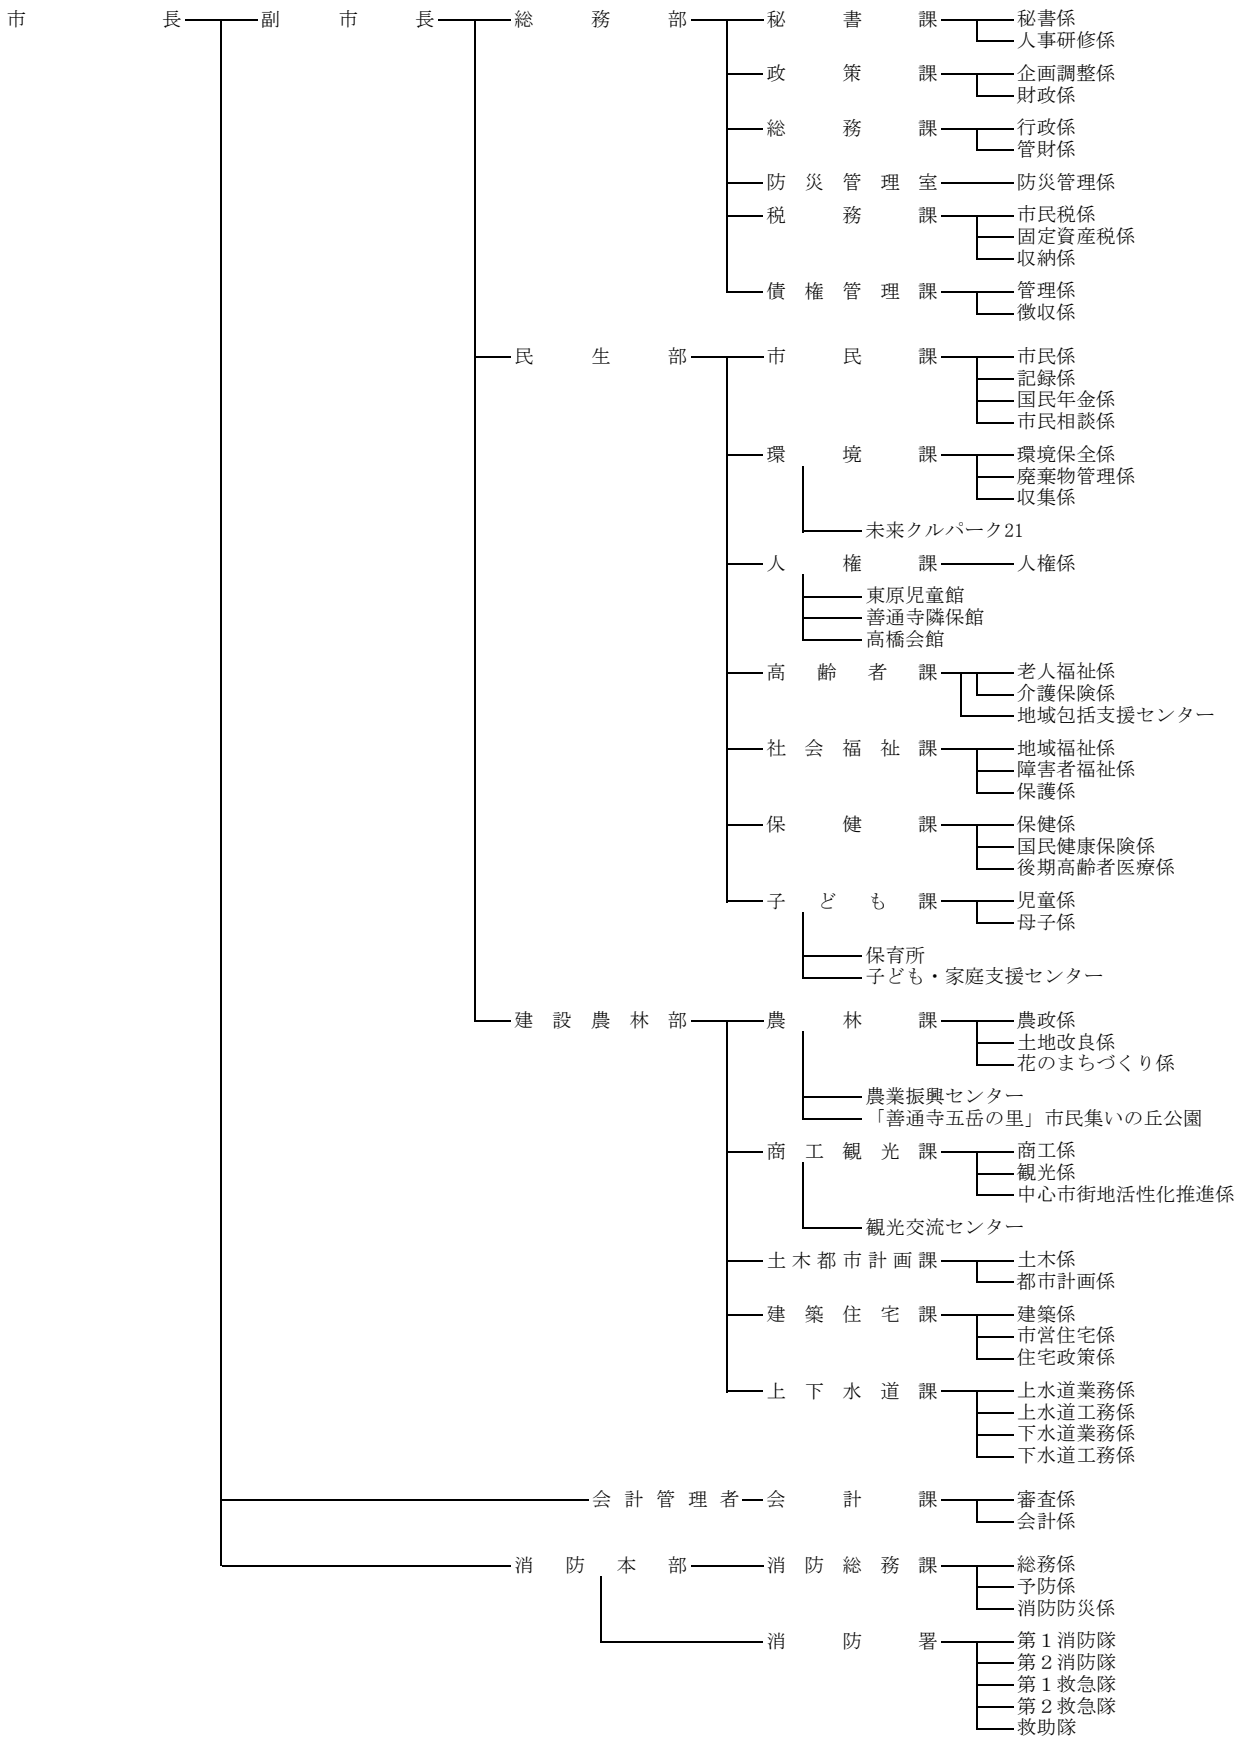 市長 副市長 総務部 秘書課 秘書係
人事研修係
政策課 企画調整係
財政係
総務課 行政係
管財係
防災管理室 防災管理係
税務課 市民税係
固定資産税係
収納係
債権管理課 管理係
徴収係
民生部 市民課 市民係
記録係
国民年金係
市民相談係
環境課 環境保全係
廃棄物管理係
収集係
未来クルパーク21
人権課 人権係
東原児童館
善通寺隣保館
高橋会館
高齢者課 老人福祉係
介護保険係
地域包括支援センター
社会福祉課 地域福祉係
障害者福祉係
保護係
保健課 保健係
国民健康保険係
後期高齢者医療係
子ども課 児童係
母子係
保育所
子ども・家庭支援センター
建設農林部 農林課 農政係
土地改良係
花のまちづくり係
農業振興センター
「善通寺五岳の里」市民集いの丘公園
商工観光課 商工係
観光係
中心市街地活性化推進係
観光交流センター
土木都市計画課 土木係
都市計画係
建築住宅課 建築係
市営住宅係
住宅政策係
上下水道課 上水道業務係
上水道工務係
下水道業務係
下水道工務係
会計管理者 会計課 審査係
会計係
消防本部 消防総務課 総務係
予防係
消防防災係
消防署 第１消防隊
第２消防隊
第１救急隊
第２救急隊
救助隊